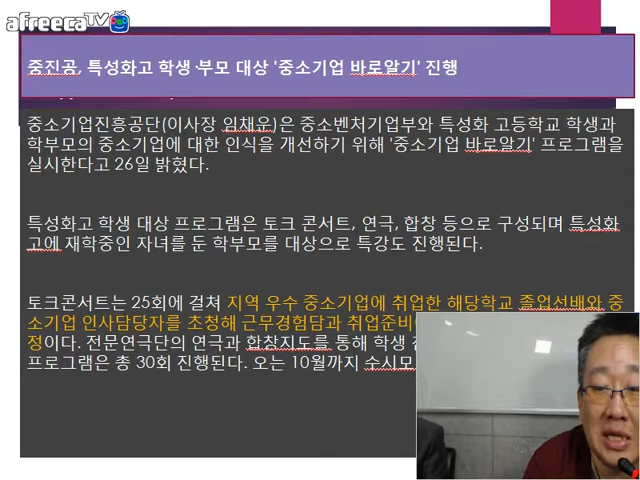 afreecaTV
중진공, 특성화고 학생·부모 대상 '중소기업 바로알기' 진행
중소기업진흥공단(이사장 임채운)은 중소벤처기업부와 특성화 고등학교 학생과
학부모의 중소기업에 대한 인식을 개선하기 위해 '중소기업 바로알기' 프로그램을
실시한다고 26일 밝혔다.
특성화고 학생 대상 프로그램은 토크 콘서트, 연극, 합창 등으로 구성되며 특성화
고에 재학중인 자녀를 둔 학부모를 대상으로 특강도 진행된다.
토크콘서트는 25회에 걸쳐 지역 우수 중소기업에 취업한 해당학교 졸업선배와 중
소기업 인사담당자를 초청해 근무경험담과 취업준비
정이다. 전문연극단의 연극과 합창지도를 통해 학생
프로그램은 총 30회 진행된다. 오는 10월까지 수시모